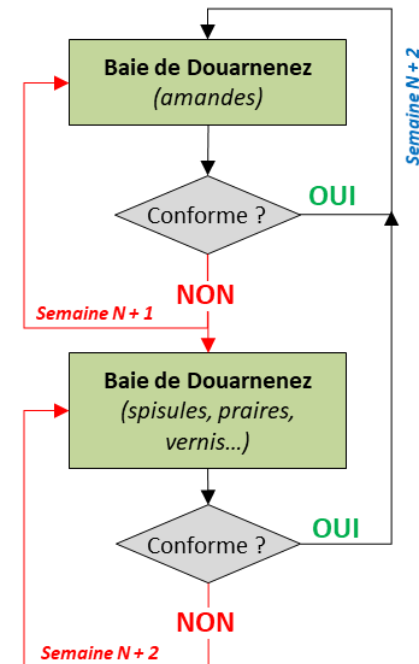 Baie de Douarnenez
(amandes)
Semaine N + 2
Conforme ?
OUI
NON
Semaine N + 1
Baie de Douarnenez
(spisules, praires,
vernis...)
Conforme ?
OUI
NON
Semaine N + 2